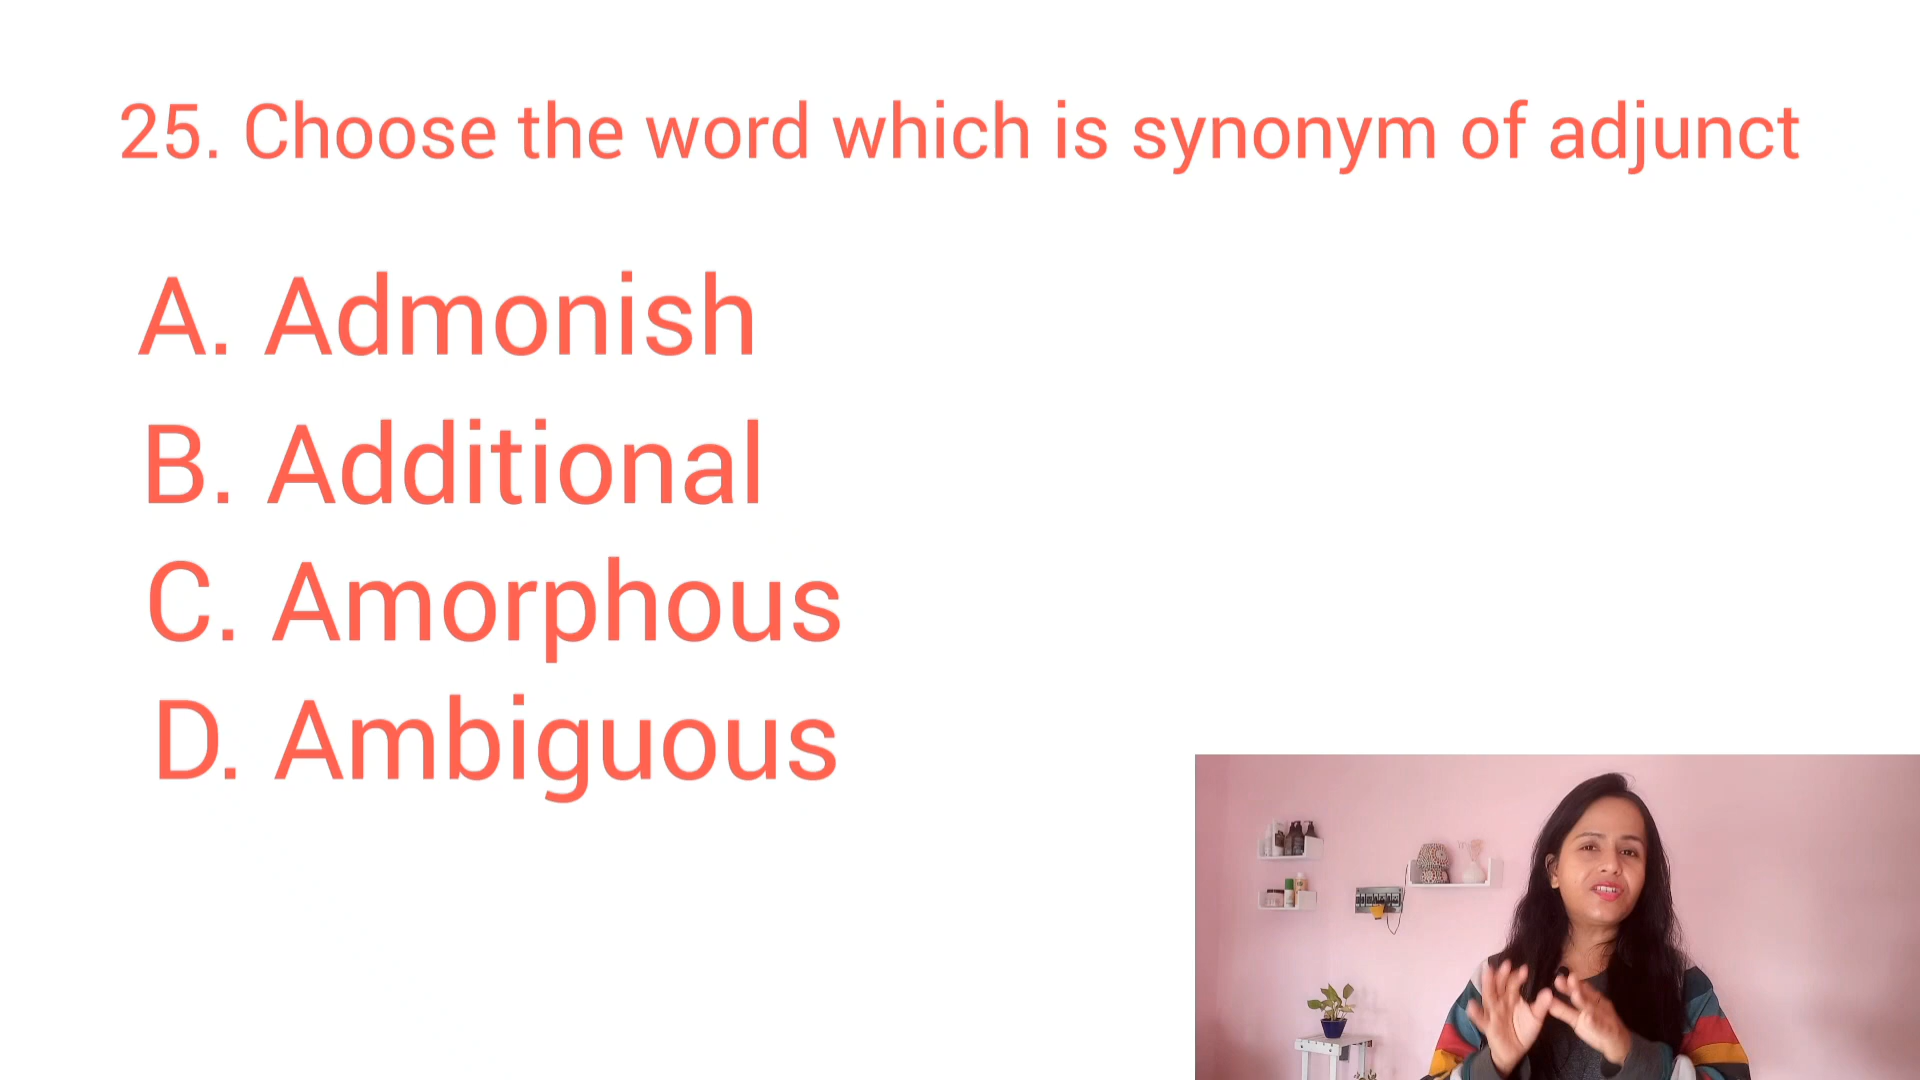 25. Choose the word which is synonym of adjunct
A. Admonish
B. Additional
C. Amorphous
D. Ambiguous